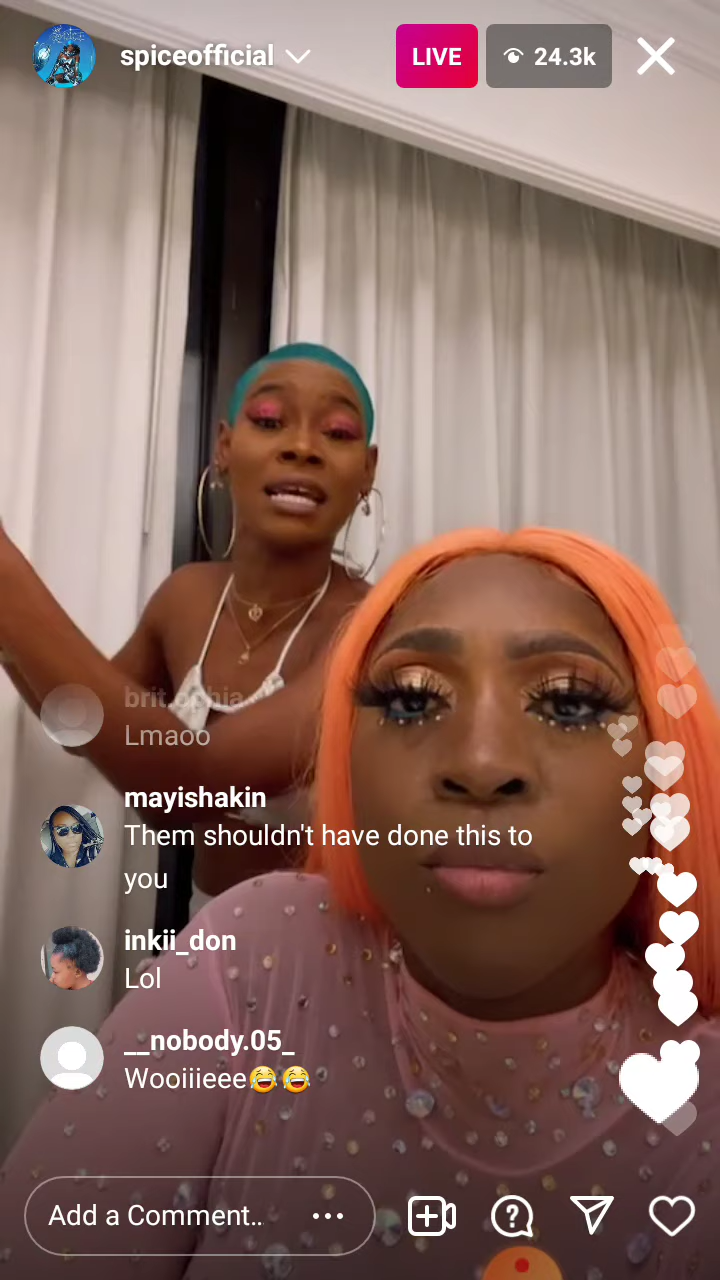 spiceofficial
LIVE
24.3k
Lmaoo
mayishakin
Them shouldn't have done this to
you
inkii_don
Lol
__nobody.05_
Wooiiieee😂😂
Add a Comment..